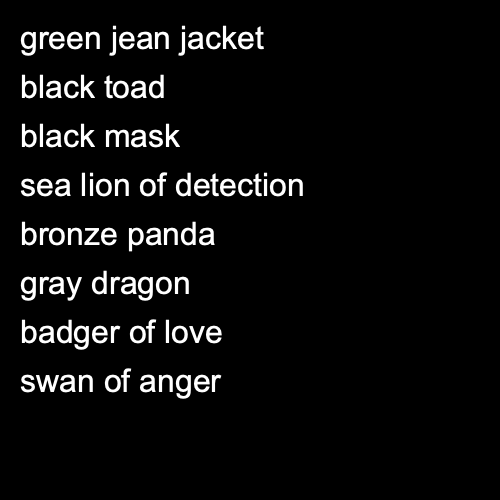 green jean jacket
black toad
black mask
sea lion of detection
bronze panda
gray dragon
badger of love
swan of anger